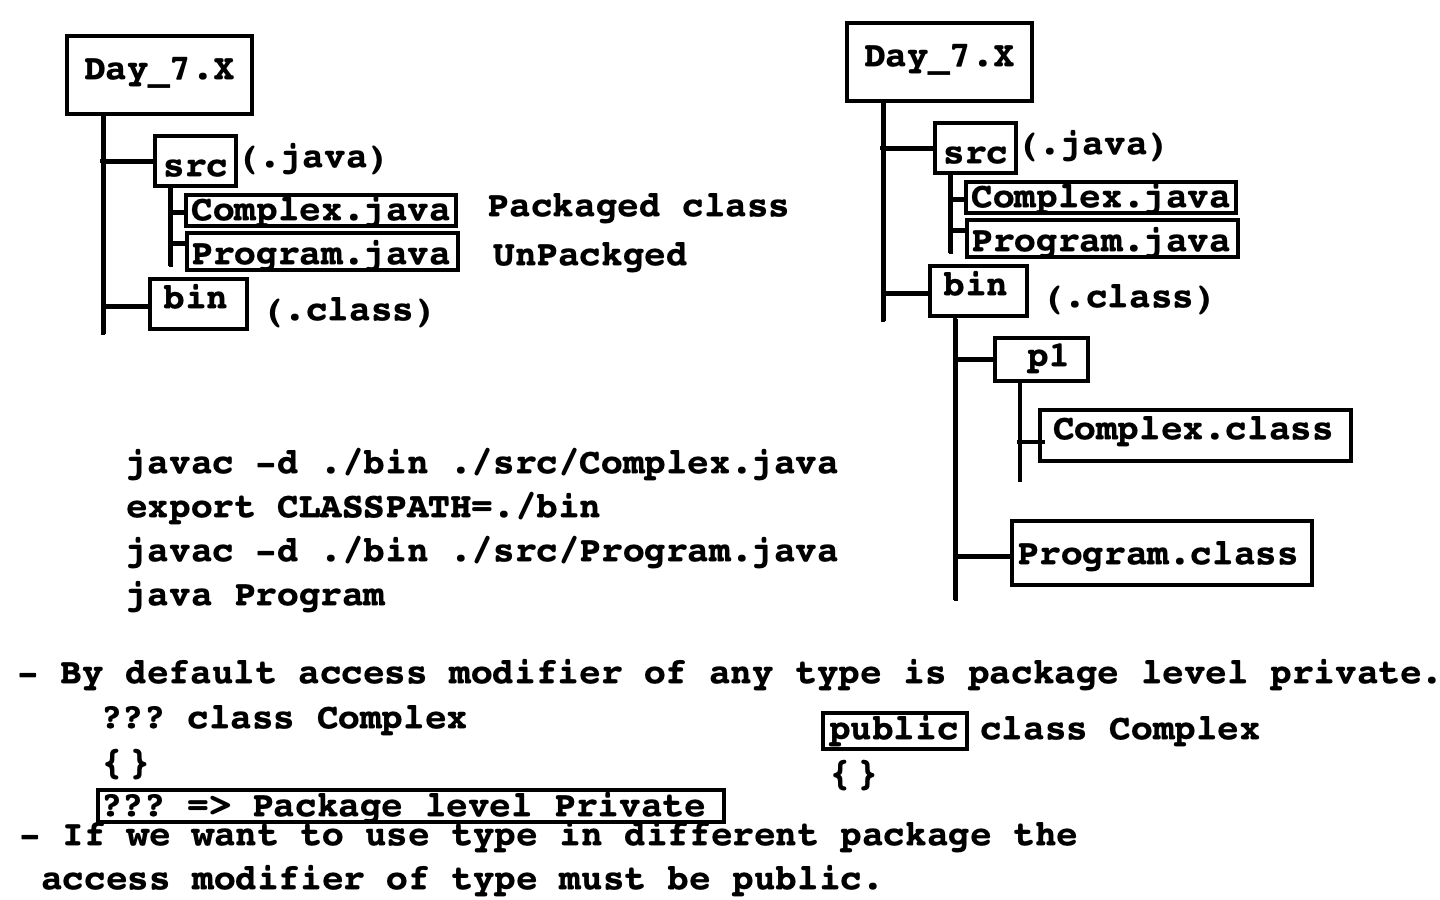 Day_7.X
src (.java)
Complex.java Packaged class
Program.java UnPackged
bin (.class)
Day_7.X
src (.java)
Complex.java
Program.java
bin (.class)
p1
Complex.class
Program.class
javac -d ./bin ./src/Complex.java
export CLASSPATH=./bin
javac -d ./bin ./src/Program.java
java Program
- By default access modifier of any type is package level private.
??? class Complex
{ }
??? => Package level Private
public class Complex
{ }
- If we want to use type in different package the
access modifier of type must be public.